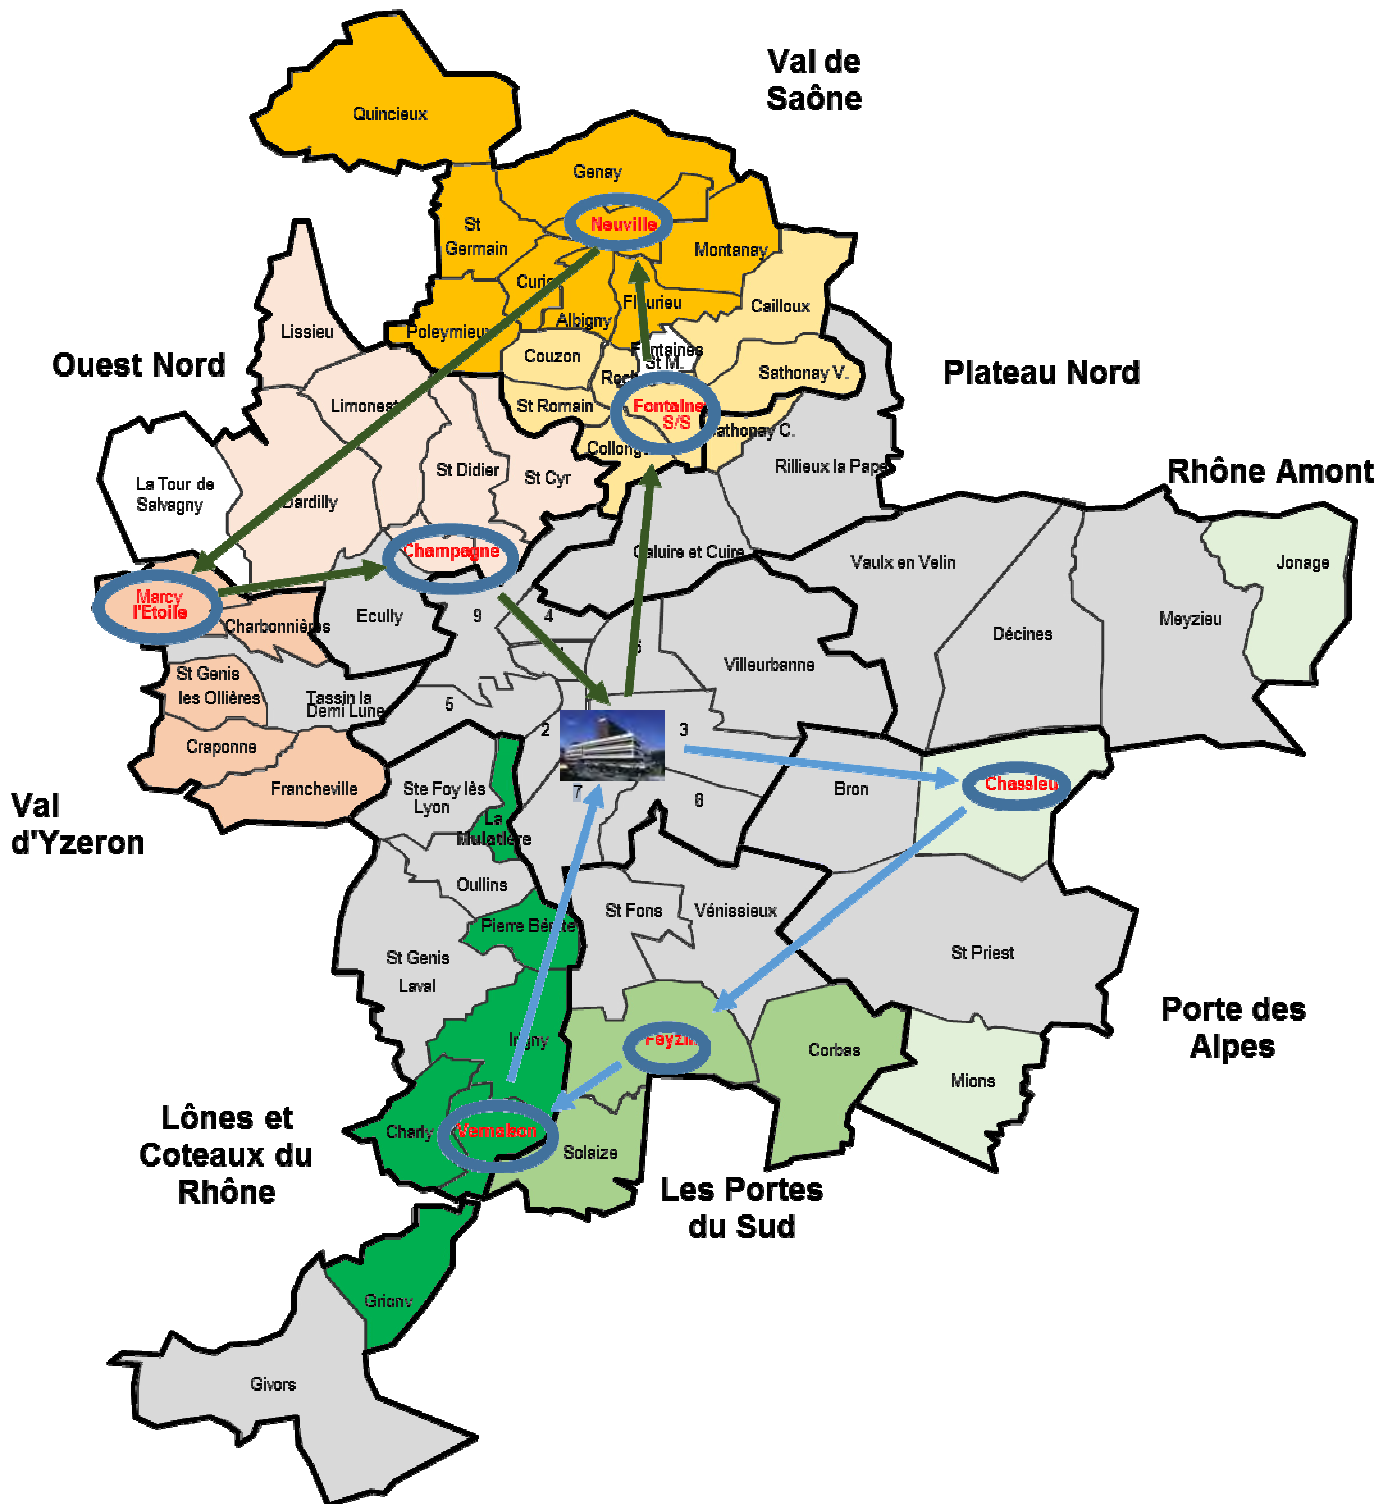 Val de
Saône
Quincieux
Genay
St
Germain
Neuville
Montanay
Curis
Fleurieu
Cailloux
Albigny
Poleymieux
Lissieu
Couzon
Fontaines
St M.
Ouest Nord
Plateau Nord
Sathonay V.
Limonest
St Romain
Fontaine
S/S
Sathonay C.
Collonges
St Didier
St Cyr
Rillieux la Pape
Rhône Amont
La Tour de
Salvagny
Dardilly
Champagne
Caluire et Cuire
Vaulx en Velin
Jonage
Marcy
l'Etoile
Charbonnières
Ecully
9
4
Villeurbanne
Décines
Meyzieu
St Genis
les Ollières
Tassin la
Demi Lune
5
2
3
Craponne
Francheville
Ste Foy lès
Lyon
7
8
Bron
Chassieu
Val
d'Yzeron
La
Mulatière
Oullins
Pierre Bénite
St Fons
Vénissieux
St Genis
Laval
St Priest
Porte des
Alpes
Irigny
Feyzin
Corbas
Mions
Charly
Vernaison
Solaize
Lônes et
Coteaux du
Rhône
Les Portes
du Sud
Grigny
Givors